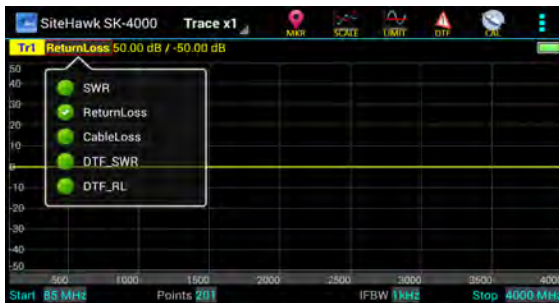 SiteHawk SK-4000 Trace x1 MKR SCALE LIMIT DTF CAL
Tr1 ReturnLoss 50.00 dB / -50.00 dB
50
40
SWR
30
ReturnLoss
20
CableLoss
10
0
DTF_SWR
-10
DTF_RL
-20
-30
-40
-50
500 1000 1500 2000 2500 3000 3500 4000
Start 85 MHz Points 201 IFBW 1kHz Stop 4000 MHz